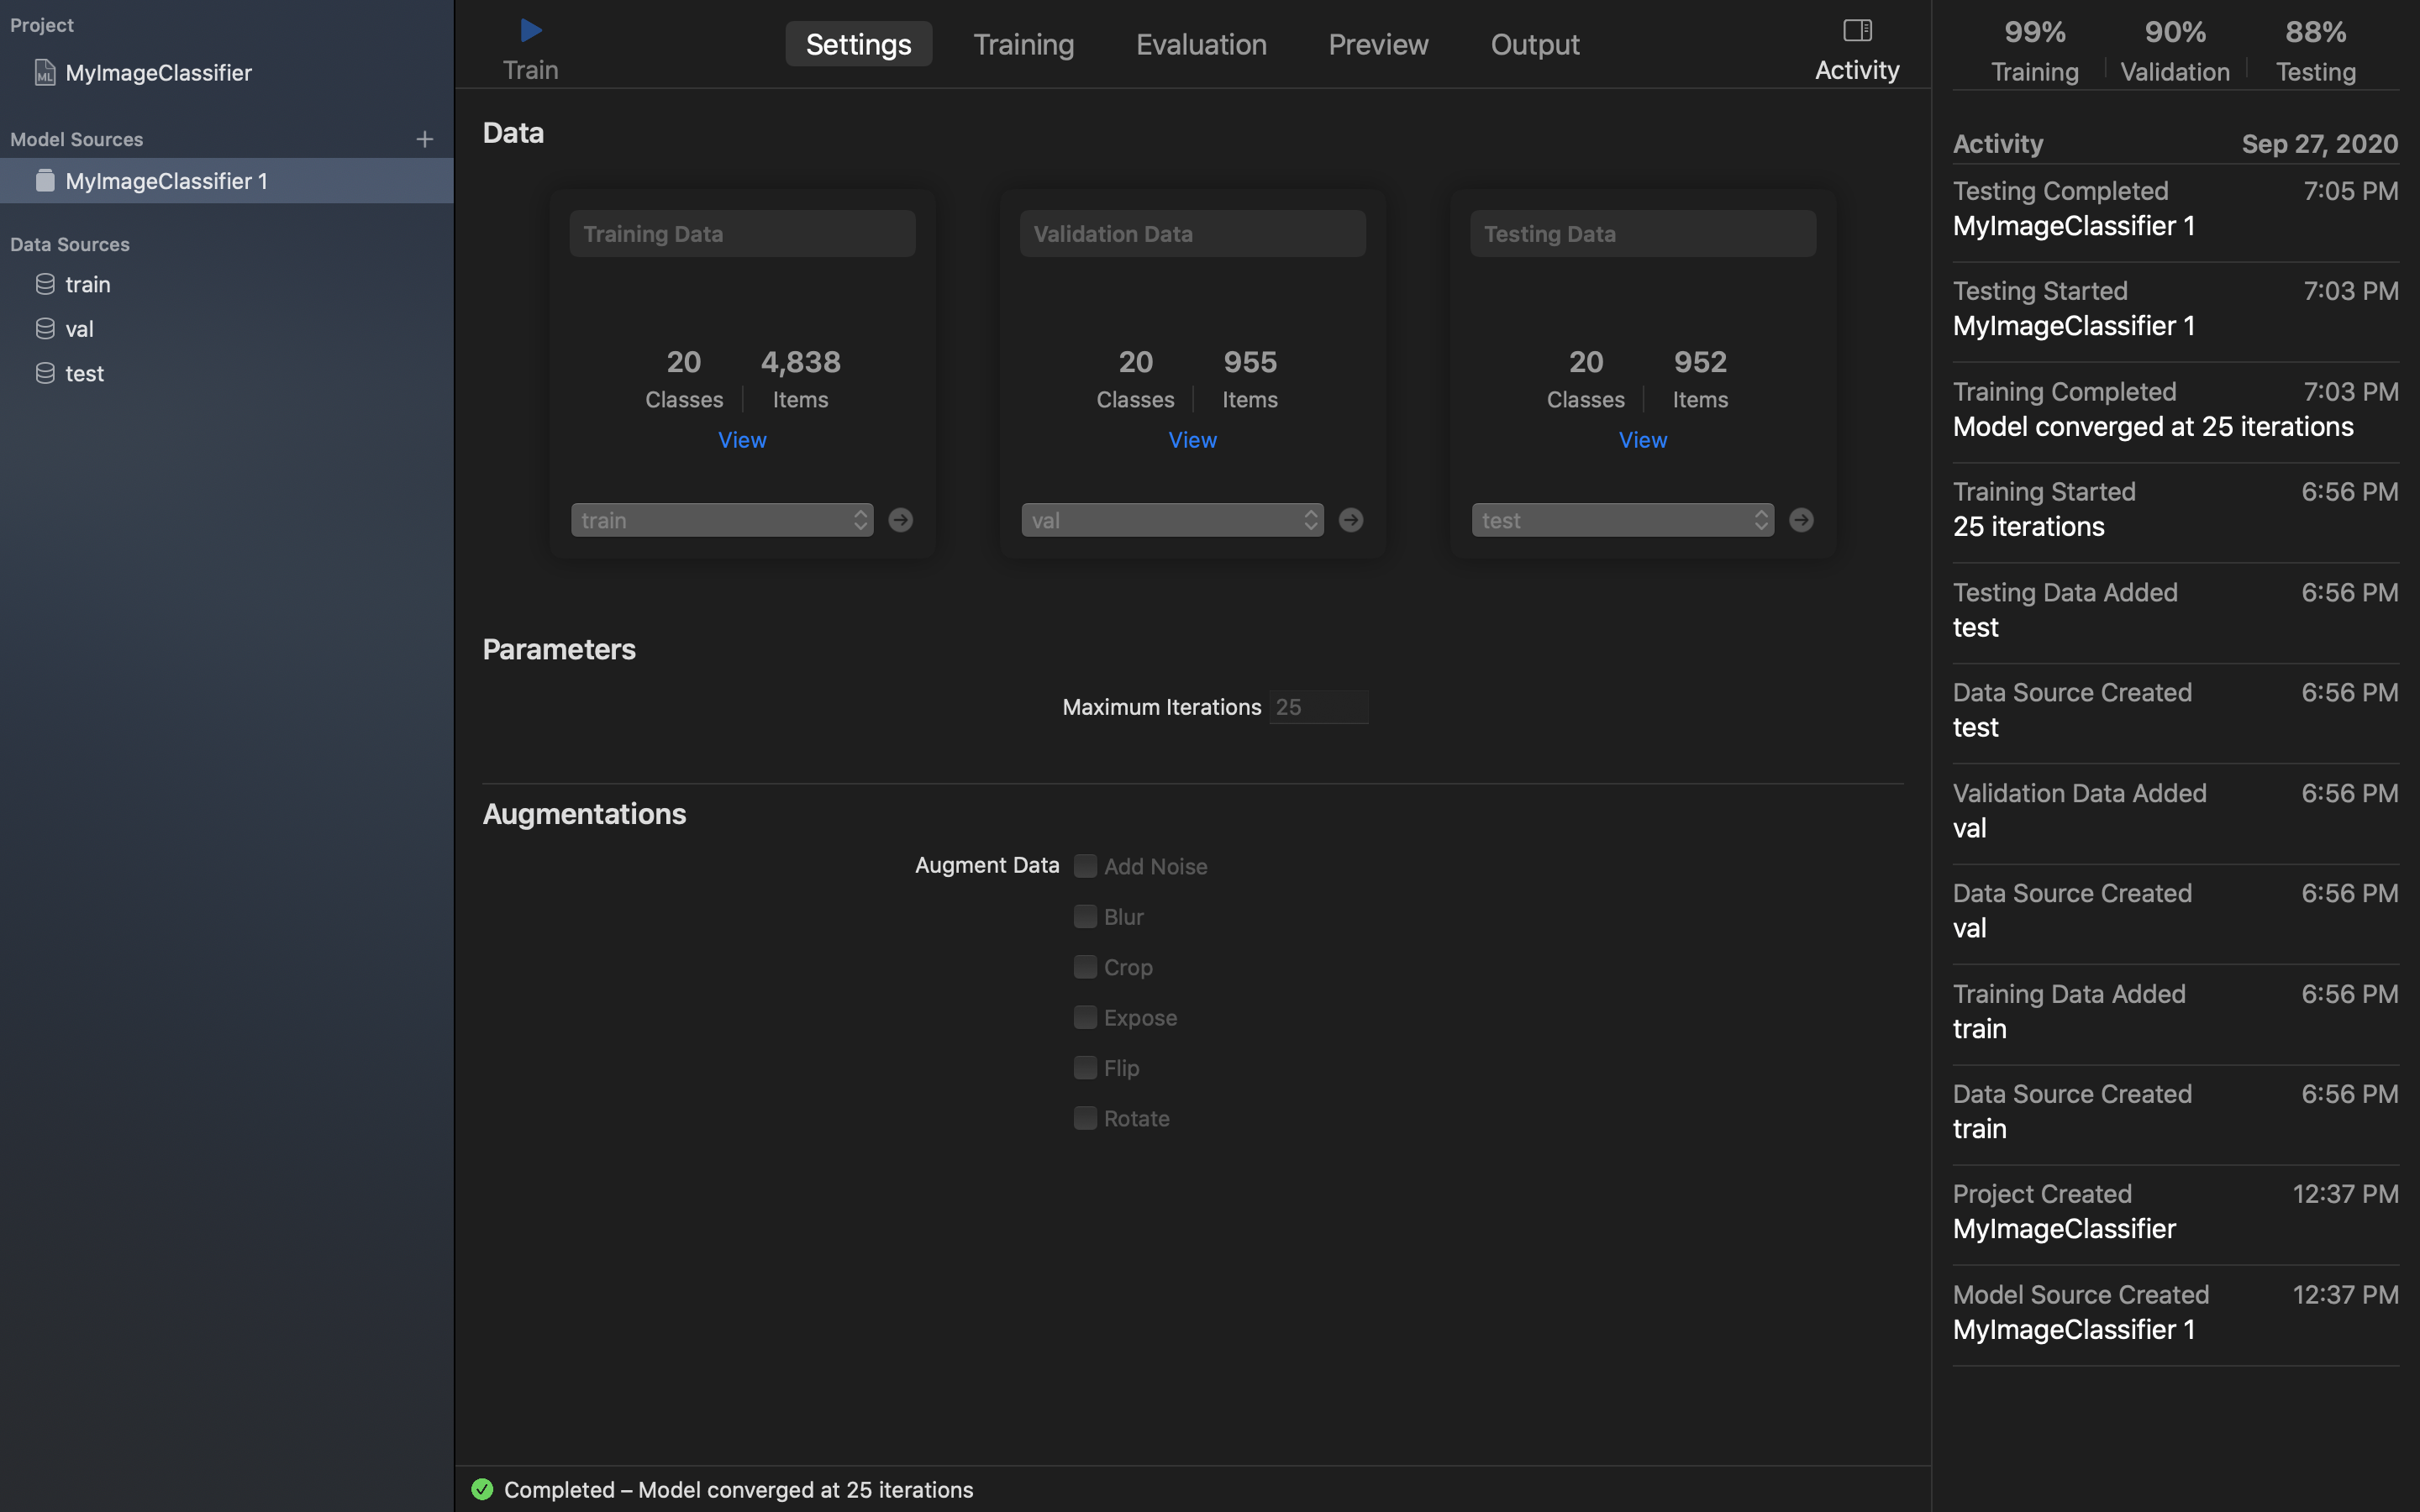 Project
MyImageClassifier
Model Sources
MyImageClassifier 1
Data Sources
train
val
test
Train
Settings
Training
Evaluation
Preview
Output
Activity
Data
Training Data
20 4,838
Classes Items
View
train
Validation Data
20 955
Classes Items
View
val
Testing Data
20 952
Classes Items
View
test
Parameters
Maximum Iterations 25
Augmentations
Augment Data Add Noise
Blur
Crop
Expose
Flip
Rotate
Completed – Model converged at 25 iterations
99% 90% 88%
Training Validation Testing
Activity Sep 27, 2020
Testing Completed 7:05 PM
MyImageClassifier 1
Testing Started 7:03 PM
MyImageClassifier 1
Training Completed 7:03 PM
Model converged at 25 iterations
Training Started 6:56 PM
25 iterations
Testing Data Added 6:56 PM
test
Data Source Created 6:56 PM
test
Validation Data Added 6:56 PM
val
Data Source Created 6:56 PM
val
Training Data Added 6:56 PM
train
Data Source Created 6:56 PM
train
Project Created 12:37 PM
MyImageClassifier
Model Source Created 12:37 PM
MyImageClassifier 1